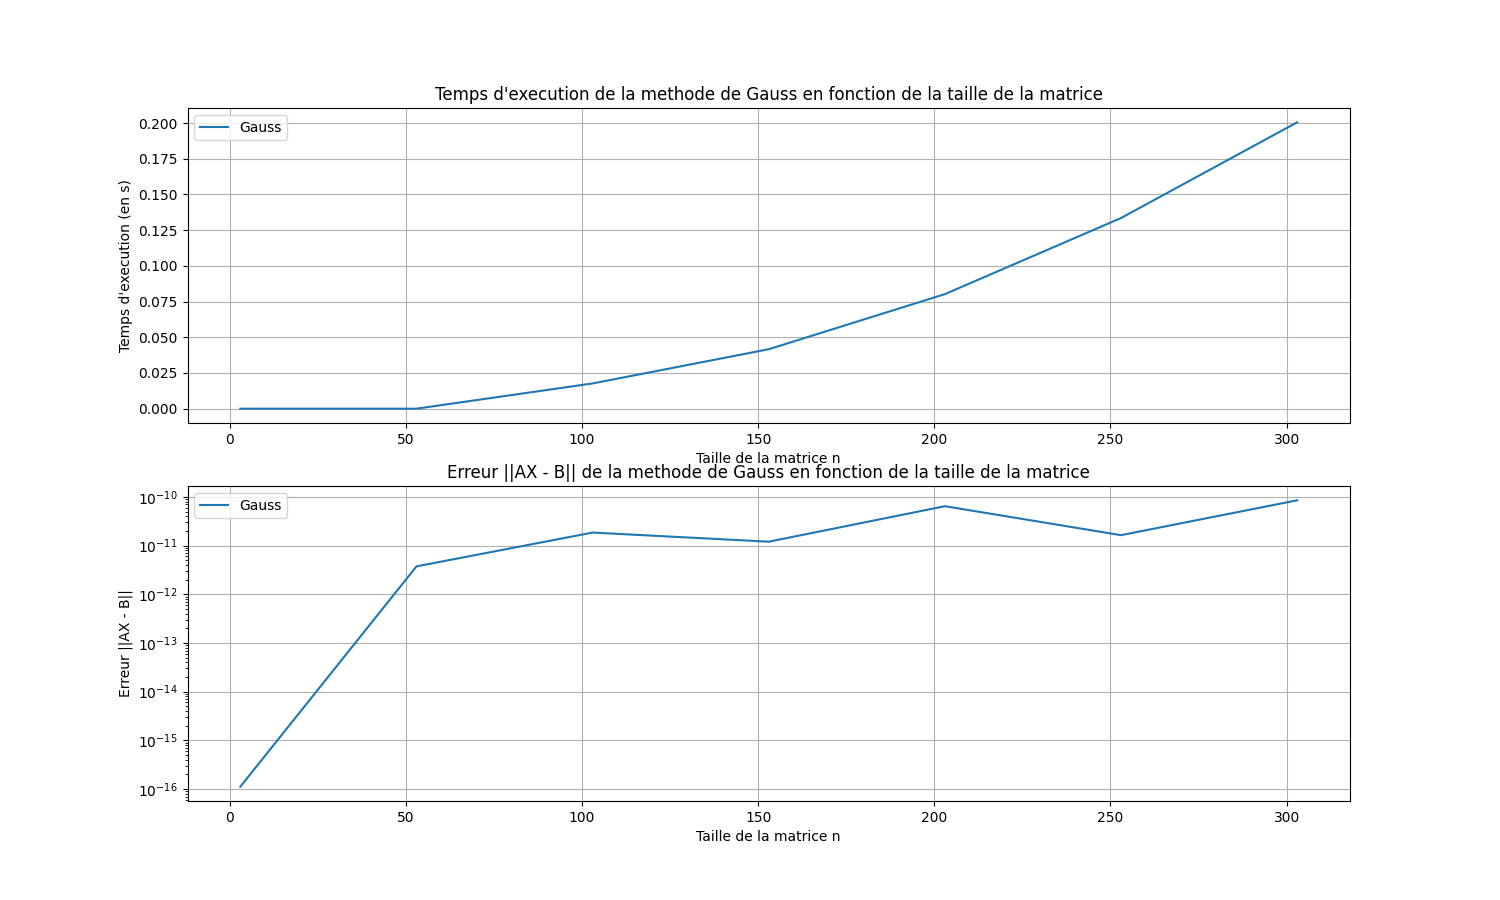 Temps d'execution de la methode de Gauss en fonction de la taille de la matrice
Gauss
0.200
0.175
0.150
0.125
0.100
0.075
0.050
0.025
0.000
Temps d'execution (en s)
0 50 100 150 200 250 300
Taille de la matrice n
Erreur ||AX - B|| de la methode de Gauss en fonction de la taille de la matrice
Gauss
10⁻¹⁰
10⁻¹¹
10⁻¹²
10⁻¹³
10⁻¹⁴
10⁻¹⁵
10⁻¹⁶
Erreur ||AX - B||
0 50 100 150 200 250 300
Taille de la matrice n